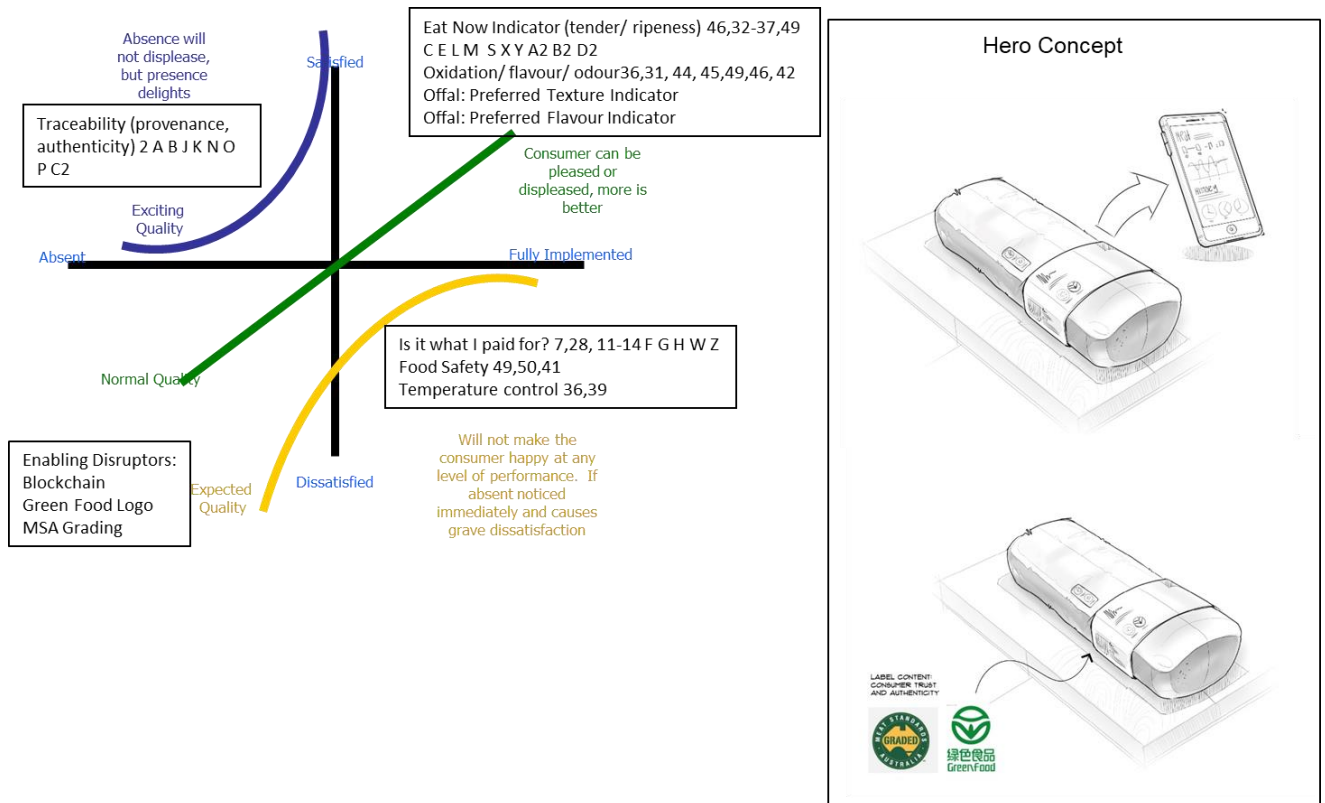 Absence will
not displease,
but presence
delights
Satisfied
Eat Now Indicator (tender/ ripeness) 46,32-37,49
C E L M  S X Y A2 B2 D2
Oxidation/ flavour/ odour36,31, 44, 45,49,46, 42
Offal: Preferred Texture Indicator
Offal: Preferred Flavour Indicator
Traceability (provenance,
authenticity) 2 A B J K N O
P C2
Consumer can be
pleased or
displeased, more is
better
Exciting
Quality
Absent
Fully Implemented
Is it what I paid for? 7,28, 11-14 F G H W Z
Food Safety 49,50,41
Temperature control 36,39
Normal Quality
Will not make the
consumer happy at any
level of performance.  If
absent noticed
immediately and causes
grave dissatisfaction
Enabling Disruptors:
Blockchain
Green Food Logo
MSA Grading
Expected
Quality
Dissatisfied
Hero Concept
LABEL CONTENT:
CONSUMER TRUST
AND AUTHENTICITY
MEAT STANDARDS
GRADED
AUSTRALIA
绿色食品
GreenFood